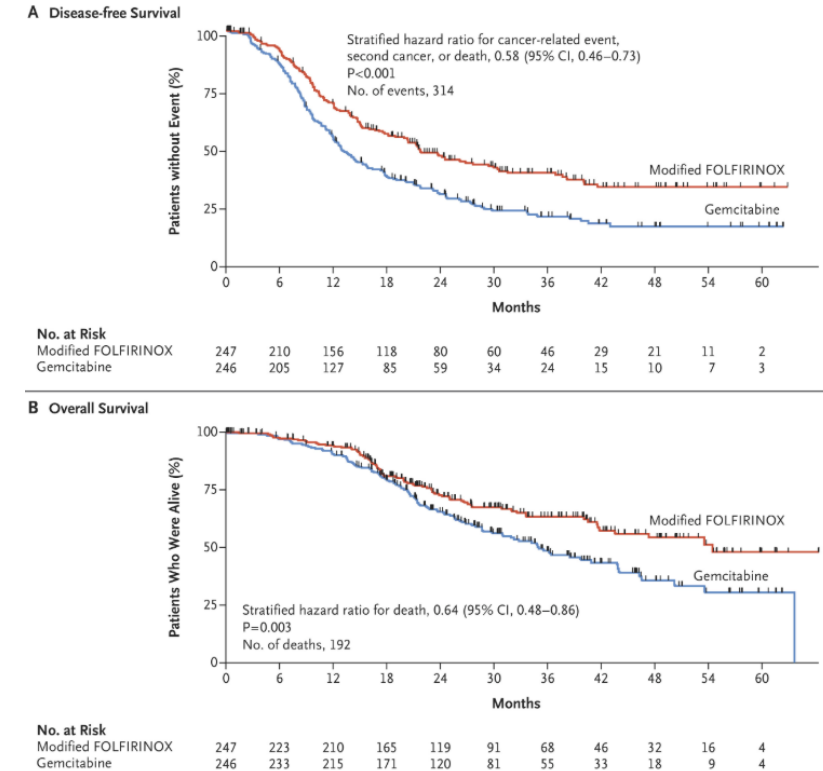 A Disease-free Survival
Stratified hazard ratio for cancer-related event,
second cancer, or death, 0.58 (95% CI, 0.46–0.73)
P<0.001
No. of events, 314
Patients without Event (%)
100
75
50
25
0
Modified FOLFIRINOX
Gemcitabine
0 6 12 18 24 30 36 42 48 54 60
Months
No. at Risk
Modified FOLFIRINOX 247 210 156 118 80 60 46 29 21 11 2
Gemcitabine 246 205 127 85 59 34 24 15 10 7 3
B Overall Survival
Patients Who Were Alive (%)
100
75
50
25
0
Modified FOLFIRINOX
Gemcitabine
Stratified hazard ratio for death, 0.64 (95% CI, 0.48–0.86)
P=0.003
No. of deaths, 192
0 6 12 18 24 30 36 42 48 54 60
Months
No. at Risk
Modified FOLFIRINOX 247 223 210 165 119 91 68 46 32 16 4
Gemcitabine 246 233 215 171 120 81 55 33 18 9 4